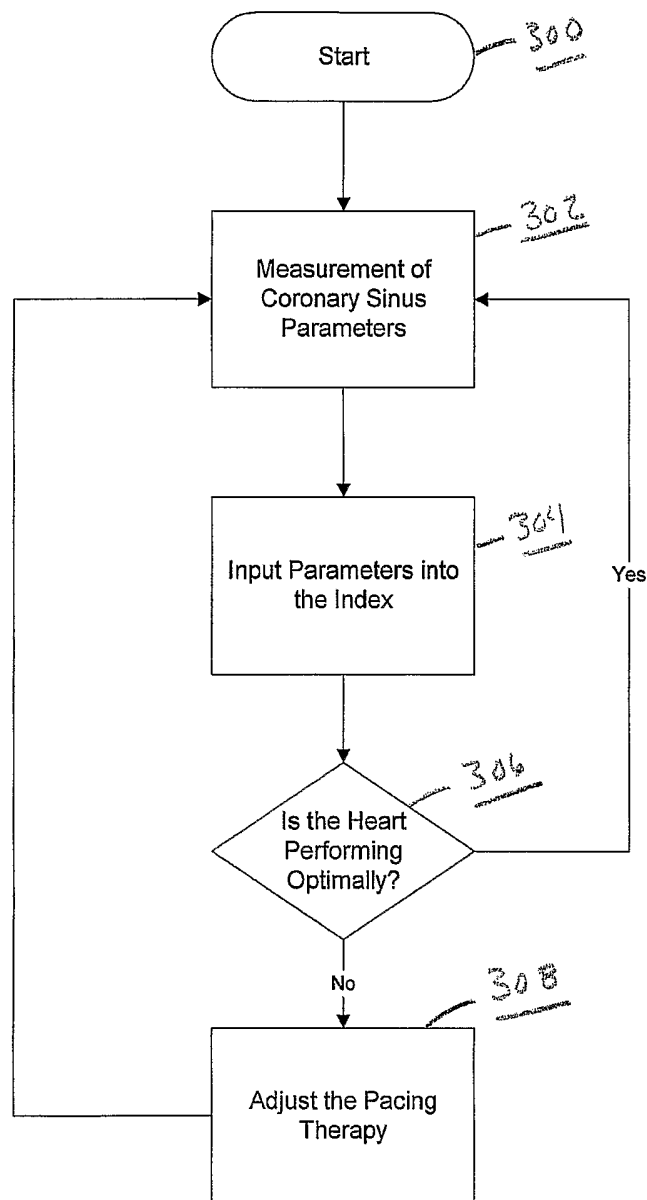 Start
300
302
Measurement of
Coronary Sinus
Parameters
304
Input Parameters into
the Index
Yes
306
Is the Heart
Performing
Optimally?
No
308
Adjust the Pacing
Therapy